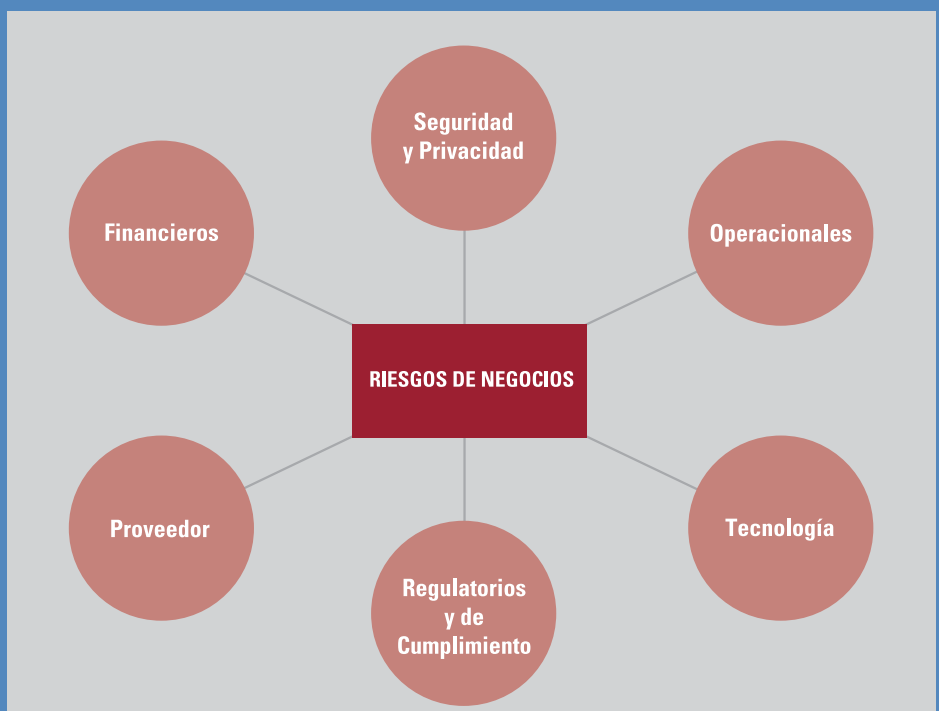 Seguridad
y Privacidad
Financieros
Operacionales
RIESGOS DE NEGOCIOS
Proveedor
Tecnología
Regulatorios
y de
Cumplimiento